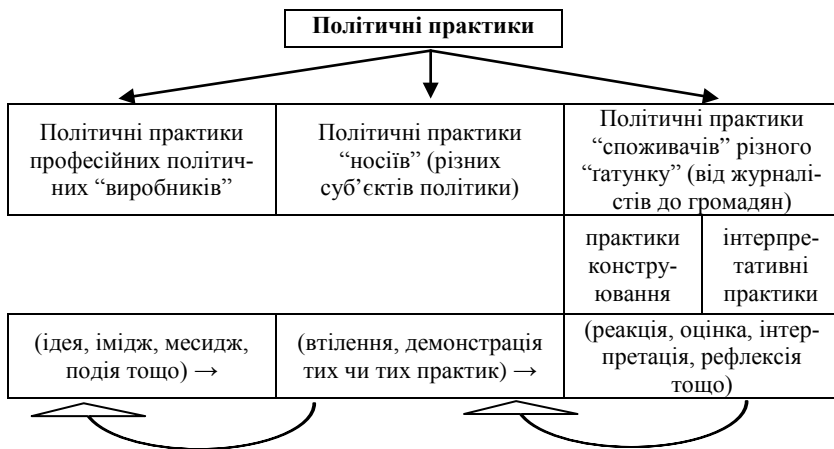 Політичні практики
Політичні практики
професійних політич-
них “виробників”
Політичні практики
“носіїв” (різних
суб’єктів політики)
Політичні практики
“споживачів” різного
“ґатунку” (від журналі-
стів до громадян)
практики
констру-
ювання
інтерпре-
тативні
практики
(ідея, імідж, месидж,
подія тощо) →
(втілення, демонстрація
тих чи тих практик) →
(реакція, оцінка, інтер-
претація, рефлексія
тощо)